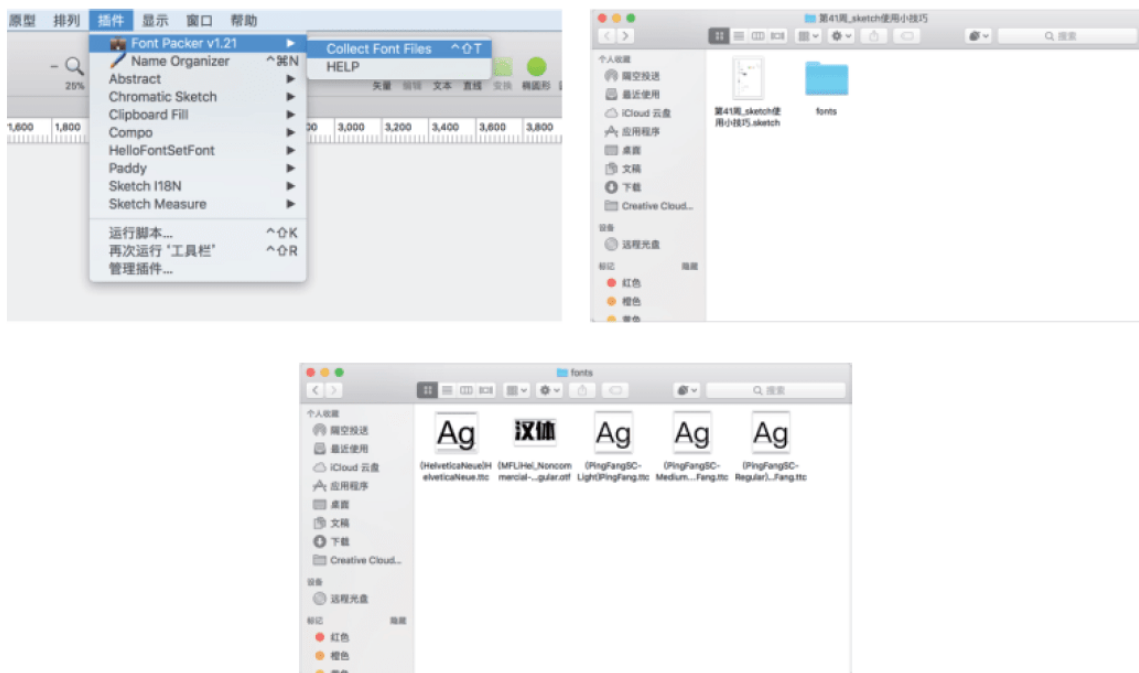 原型 排列 插件 显示 窗口 帮助
Font Packer v1.21
Name Organizer ^⌘N
Abstract
Chromatic Sketch
Clipboard Fill
Compo
HelloFontSetFont
Paddy
Sketch I18N
Sketch Measure
运行脚本... ^⇧K
再次运行‘工具栏’ ^⇧R
管理插件...
Collect Font Files ^⇧T
HELP
25%
矢量 编辑 文本 直线 变换 椭圆形
1,600 1,800 3,000 3,200 3,400 3,600 3,800
第41周_sketch使用小技巧
搜索
个人收藏
隔空投送
最近使用
iCloud 云盘
应用程序
桌面
文稿
下载
Creative Cloud...
设备
远程光盘
标记 隐藏
红色
橙色
黄色
第41周_sketch使
用小技巧.sketch
fonts
fonts
搜索
个人收藏
隔空投送
最近使用
iCloud 云盘
应用程序
桌面
文稿
下载
Creative Cloud...
设备
远程光盘
标记 隐藏
红色
橙色
Ag 汉体 Ag Ag Ag
(HelveticaNeue)H
elveticaNeue.ttc
(MFLiHei_Noncom
mercial-...gular.otf
(PingFangSC-
Light)PingFang.ttc
(PingFangSC-
Medium...Fang.ttc
(PingFangSC-
Regular)...Fang.ttc